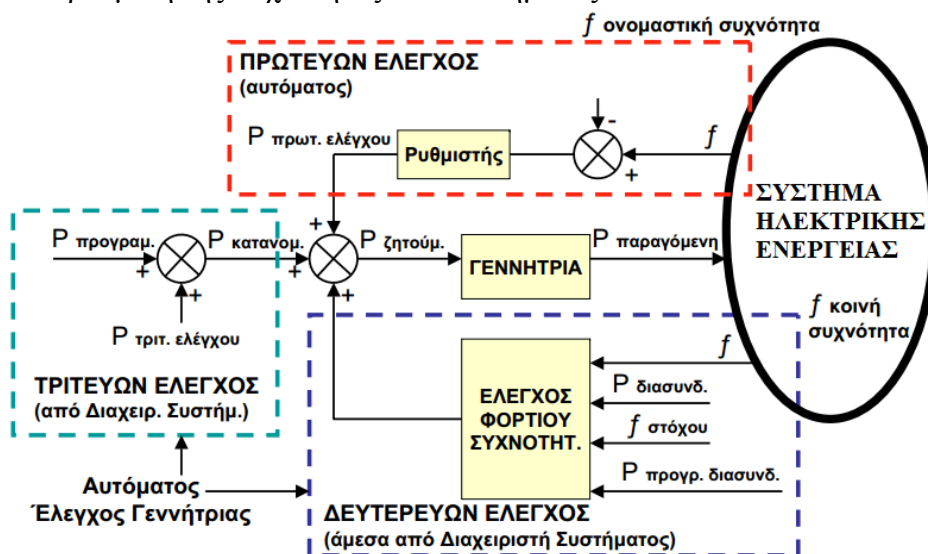 f ονομαστική συχνότητα
ΠΡΩΤΕΥΩΝ ΕΛΕΓΧΟΣ
(αυτόματος)
-
P πρωτ. ελέγχου
Ρυθμιστής
f
+
ΣΥΣΤΗΜΑ
ΗΛΕΚΤΡΙΚΗΣ
ΕΝΕΡΓΕΙΑΣ
+
P προγραμ.
P κατανομ.
P ζητούμ.
P παραγόμενη
+
+
ΓΕΝΝΗΤΡΙΑ
+
+
f κοινή
συχνότητα
P τριτ. ελέγχου
f
ΤΡΙΤΕΥΩΝ ΕΛΕΓΧΟΣ
(από Διαχειρ. Συστήμ.)
ΕΛΕΓΧΟΣ
ΦΟΡΤΙΟΥ
ΣΥΧΝΟΤΗΤ.
P διασυνδ.
f στόχου
P προγρ. διασυνδ.
Αυτόματος
Έλεγχος Γεννήτριας
ΔΕΥΤΕΡΕΥΩΝ ΕΛΕΓΧΟΣ
(άμεσα από Διαχειριστή Συστήματος)